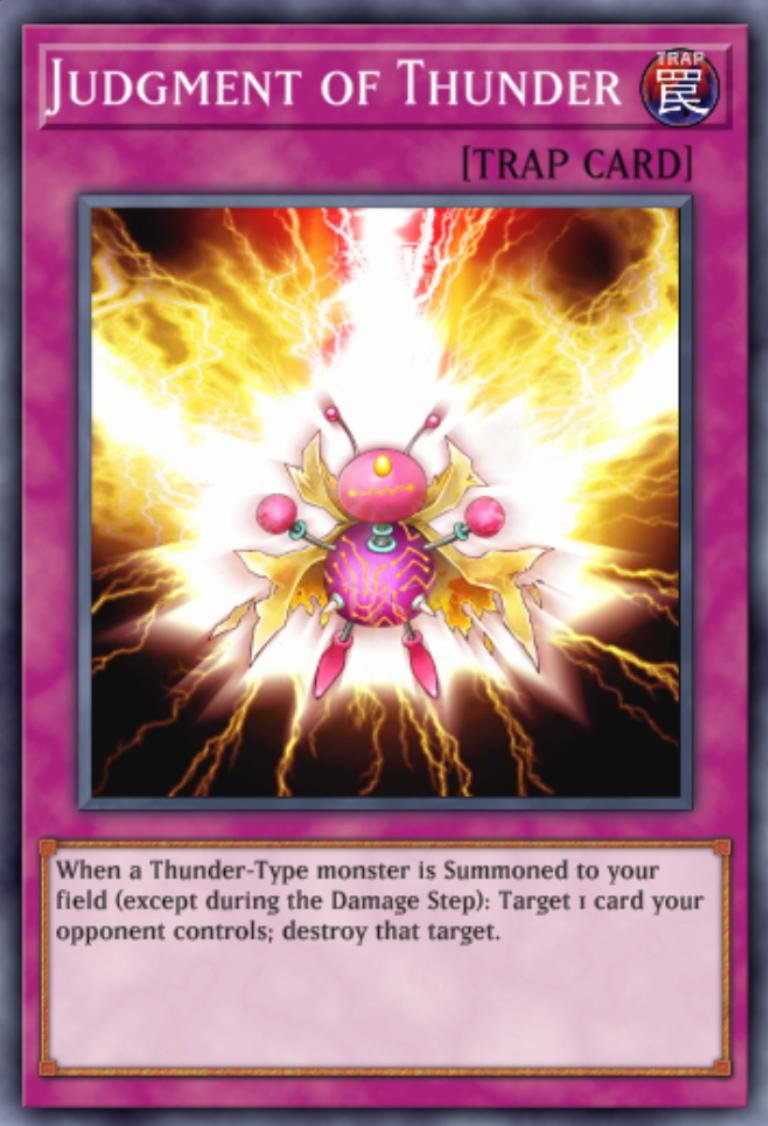 JUDGMENT OF THUNDER
TRAP
罠
[TRAP CARD]
When a Thunder-Type monster is Summoned to your
field (except during the Damage Step): Target 1 card your
opponent controls; destroy that target.